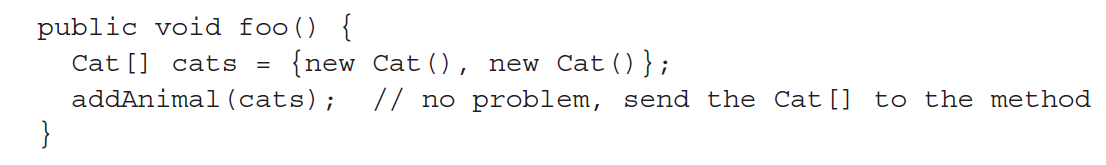 public void foo() {
  Cat[] cats = {new Cat(), new Cat()};
  addAnimal(cats);  // no problem, send the Cat[] to the method
}